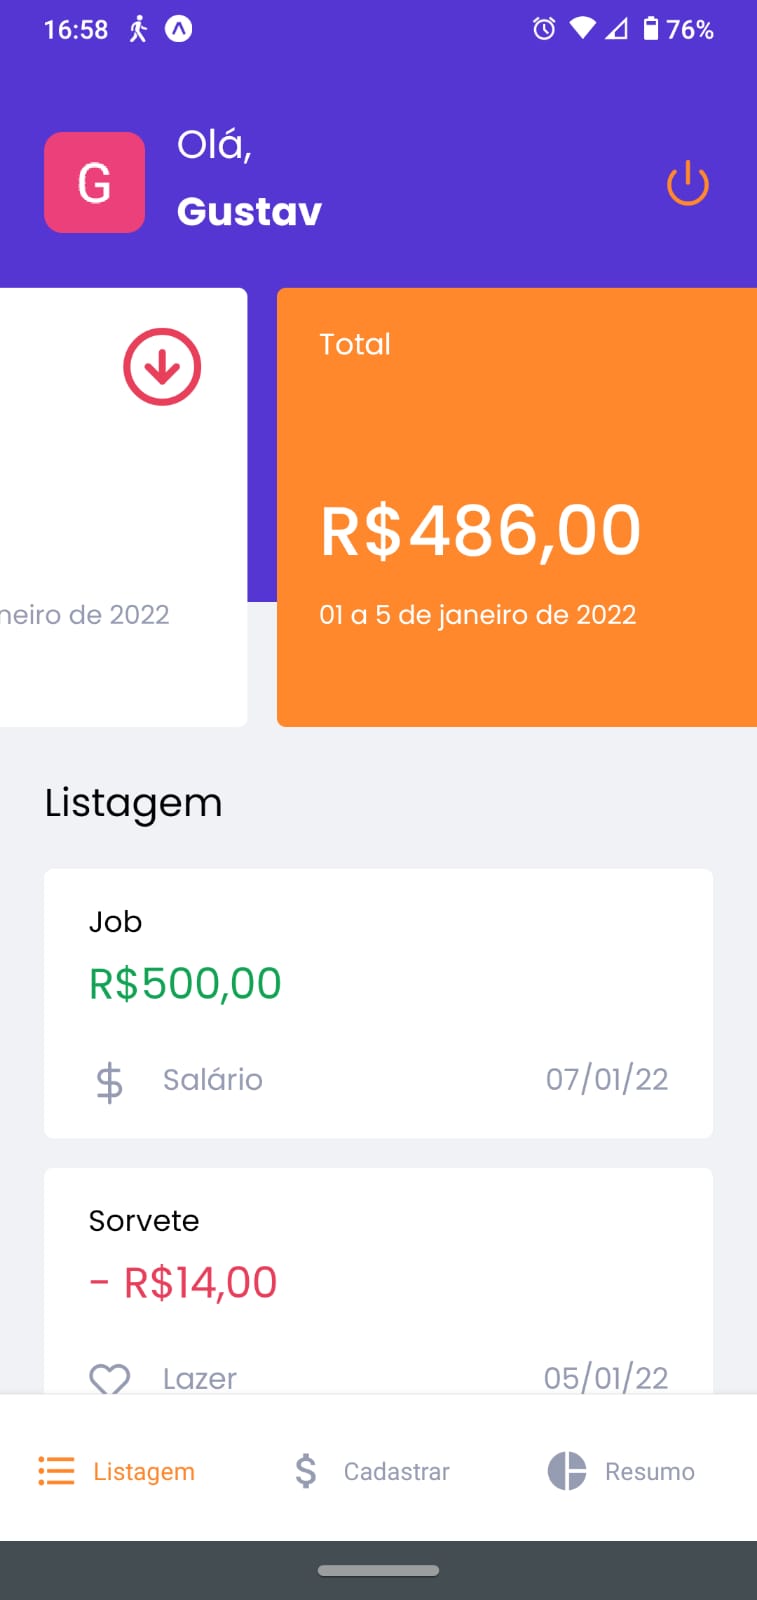 16:58 76%
G
Olá,
Gustav
Total
R$486,00
neiro de 2022
01 a 5 de janeiro de 2022
Listagem
Job
R$500,00
$ Salário 07/01/22
Sorvete
- R$14,00
Lazer 05/01/22
Listagem $ Cadastrar Resumo